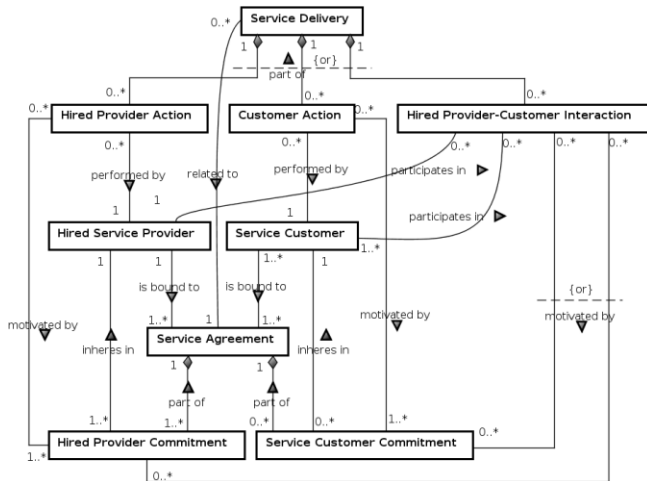 0..*
Service Delivery
1
1
1
{or}
part of
0..*
0..*
0..*
0..*
Hired Provider Action
Customer Action
Hired Provider-Customer Interaction
0..*
0..*
0..*
0..*
0..*
0..*
0..*
performed by
related to
performed by
participates in
1
1
1
participates in
Hired Service Provider
Service Customer
1..*
1
1
1..*
1
is bound to
is bound to
{or}
motivated by
1..*
1
1..*
motivated by
motivated by
Service Agreement
inheres in
inheres in
1
1
part of
part of
1..*
1..*
0..*
0..*
1..*
0..*
Hired Provider Commitment
Service Customer Commitment
1..*
0..*